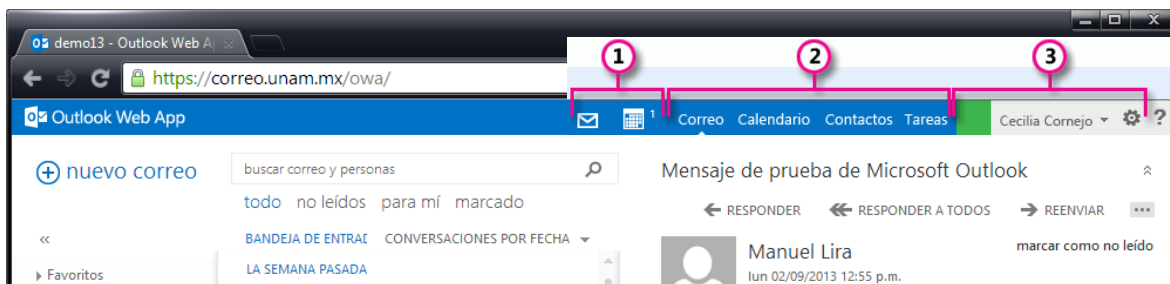 demo13 - Outlook Web A
1 2 3
https://correo.unam.mx/owa/
Outlook Web App 1 Correo Calendario Contactos Tareas Cecilia Cornejo ?
nuevo correo
buscar correo y personas
todo no leídos para mí marcado
BANDEJA DE ENTRAD CONVERSACIONES POR FECHA
LA SEMANA PASADA
Favoritos
Mensaje de prueba de Microsoft Outlook
RESPONDER RESPONDER A TODOS REENVIAR
Manuel Lira marcar como no leído
lun 02/09/2013 12:55 p.m.